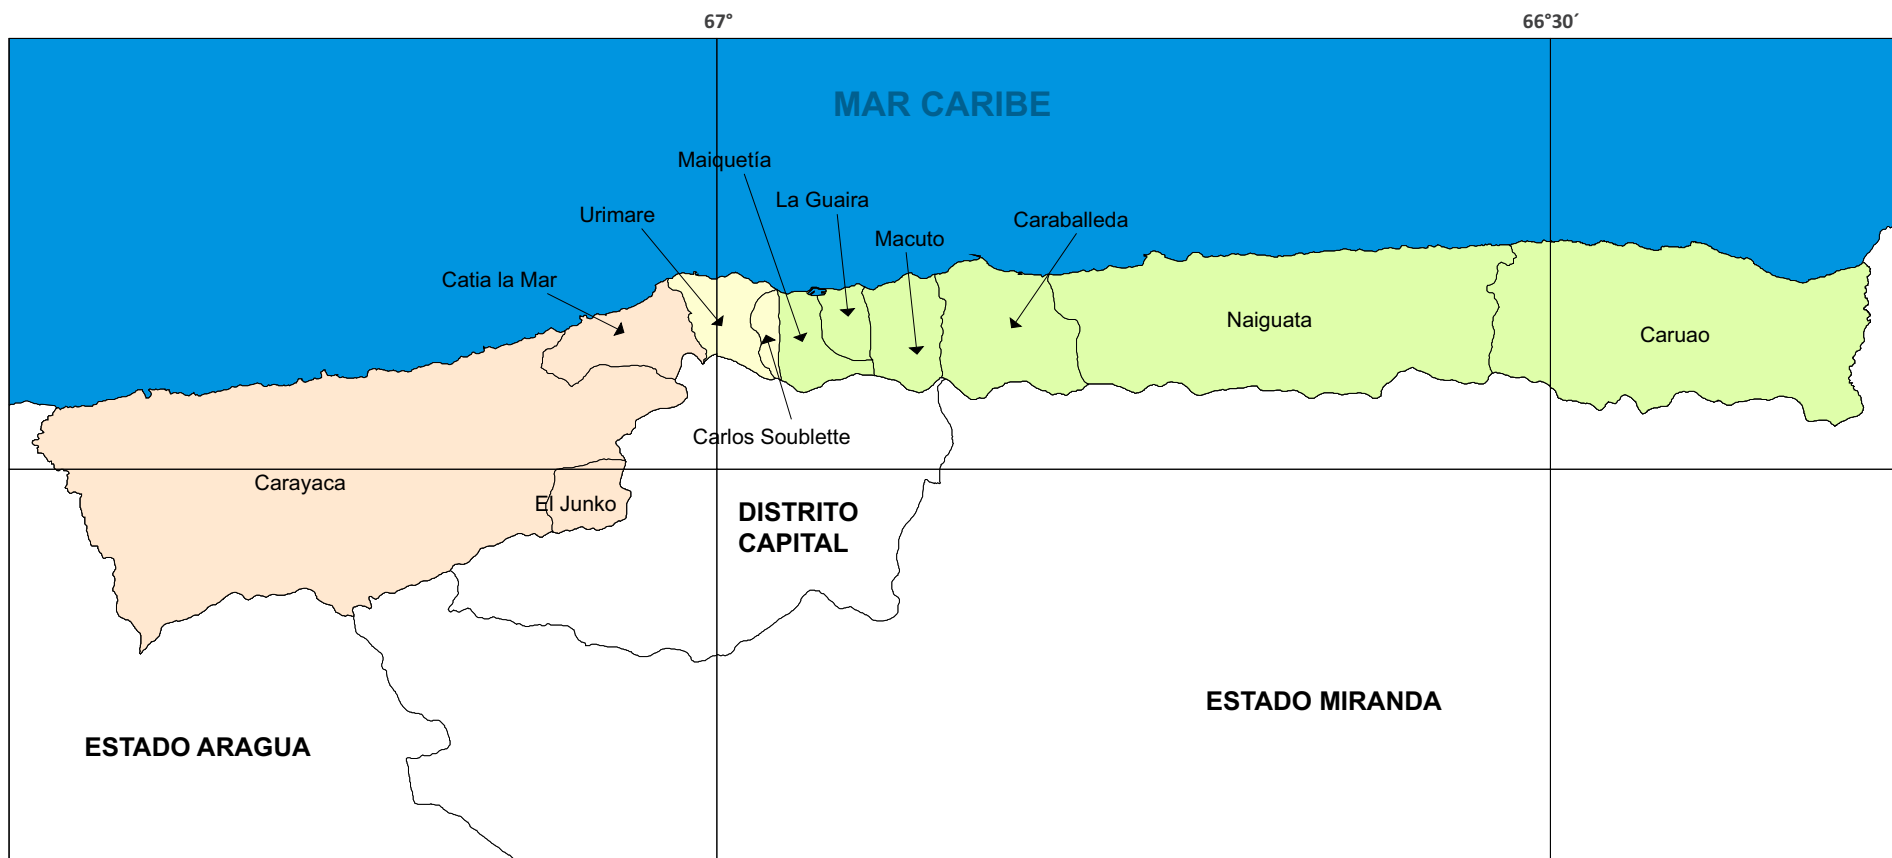 67°
66°30´
MAR CARIBE
Maiquetía
La Guaira
Urimare
Caraballeda
Macuto
Catia la Mar
Naiguata
Caruao
Carlos Soublette
Carayaca
El Junko
DISTRITO
CAPITAL
ESTADO MIRANDA
ESTADO ARAGUA